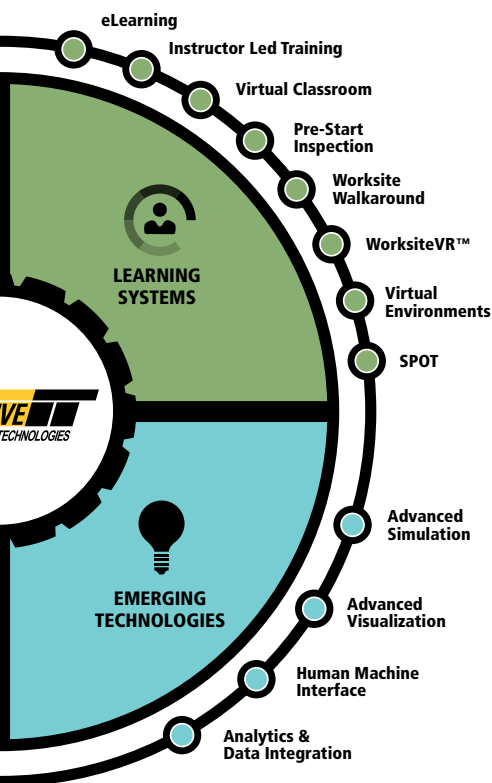 eLearning
Instructor Led Training
Virtual Classroom
Pre-Start
Inspection
Worksite
Walkaround
WorksiteVR™
Virtual
Environments
SPOT
LEARNING
SYSTEMS
TECHNOLOGIES
Advanced
Simulation
EMERGING
TECHNOLOGIES
Advanced
Visualization
Human Machine
Interface
Analytics &
Data Integration